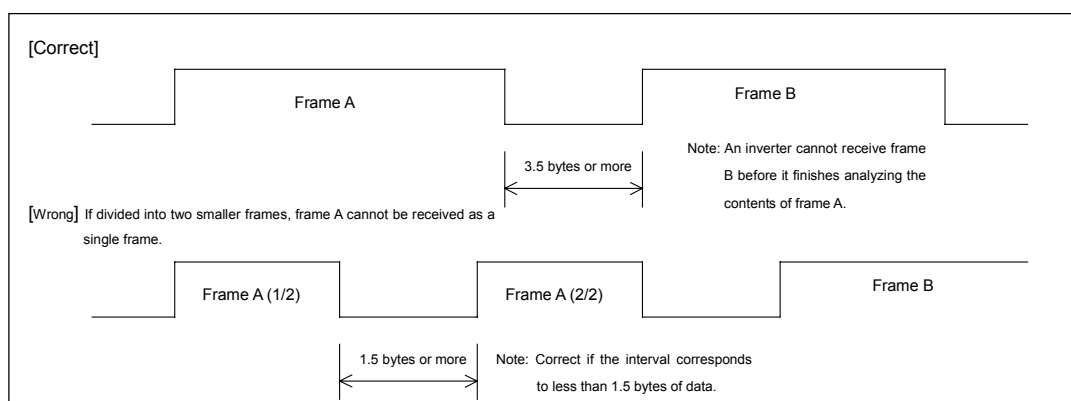 [Correct]
Frame A
Frame B
3.5 bytes or more
Note: An inverter cannot receive frame
B before it finishes analyzing the
contents of frame A.
[Wrong] If divided into two smaller frames, frame A cannot be received as a
single frame.
Frame A (1/2)
Frame A (2/2)
Frame B
1.5 bytes or more
Note: Correct if the interval corresponds
to less than 1.5 bytes of data.